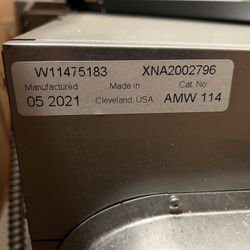 W11475183 XNA2002796
Manufactured Made in Cat. No:
05 2021 Cleveland, USA AMW 114